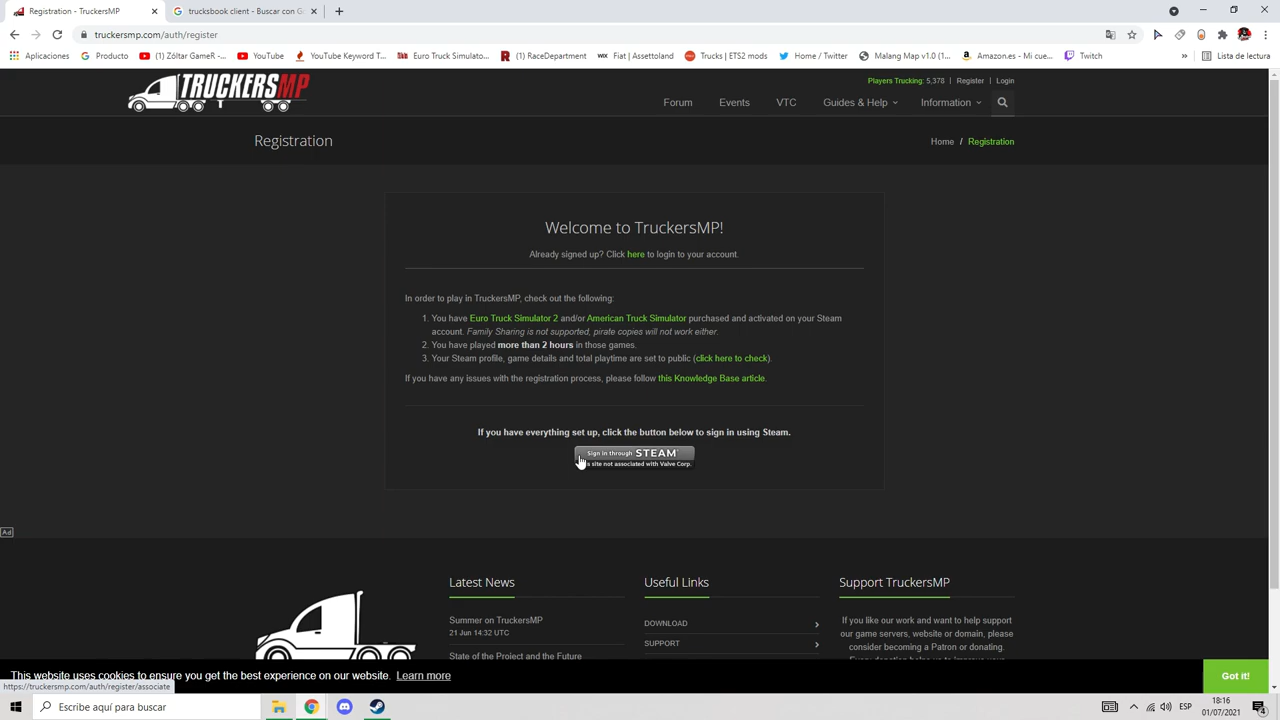 Registration - TruckersMP
trucksbook client - Buscar con G
truckersmp.com/auth/register
Aplicaciones
Producto
(1) Zóltar GameR -...
YouTube
YouTube Keyword T...
Euro Truck Simulato...
(1) RaceDepartment
Fiat | Assettoland
Trucks | ETS2 mods
Home / Twitter
Malang Map v1.0 (1...
Amazon.es - Mi cue...
Twitch
»
Lista de lectura
TRUCKERSMP
Players Trucking: 5,378 | Register | Login
Forum
Events
VTC
Guides & Help
Information
Registration
Home / Registration
Welcome to TruckersMP!
Already signed up? Click here to login to your account.
In order to play in TruckersMP, check out the following:
1. You have Euro Truck Simulator 2 and/or American Truck Simulator purchased and activated on your Steam
account. Family Sharing is not supported, pirate copies will not work either.
2. You have played more than 2 hours in those games.
3. Your Steam profile, game details and total playtime are set to public (click here to check).
If you have any issues with the registration process, please follow this Knowledge Base article.
If you have everything set up, click the button below to sign in using Steam.
Sign in through STEAM
site not associated with Valve Corp.
Ad
Latest News
Useful Links
Support TruckersMP
Summer on TruckersMP
21 Jun 14:32 UTC
State of the Project and the Future
DOWNLOAD
SUPPORT
If you like our work and want to help support
our game servers, website or domain, please
consider becoming a Patron or donating.
This website uses cookies to ensure you get the best experience on our website. Learn more
Got it!
https://truckersmp.com/auth/register/associate
Escribe aquí para buscar
ESP
18:16
01/07/2021
4